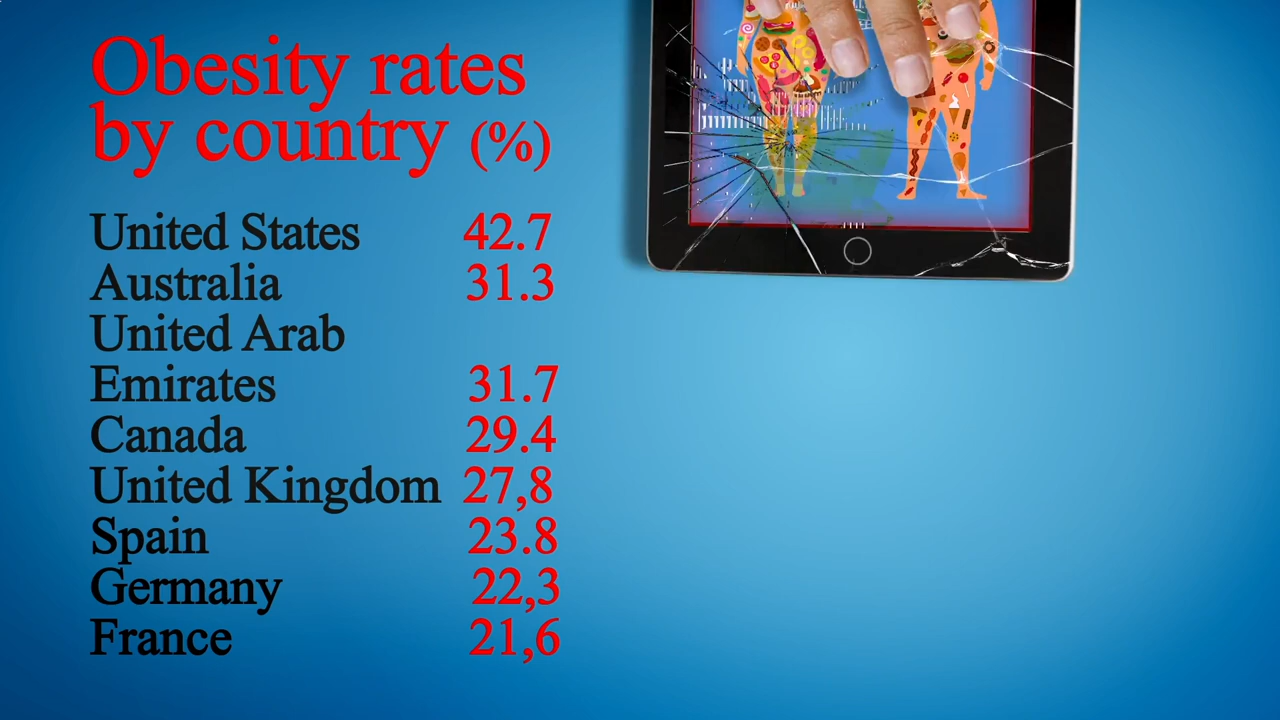 Obesity rates
by country (%)
United States 42.7
Australia 31.3
United Arab
Emirates 31.7
Canada 29.4
United Kingdom 27,8
Spain 23.8
Germany 22,3
France 21,6